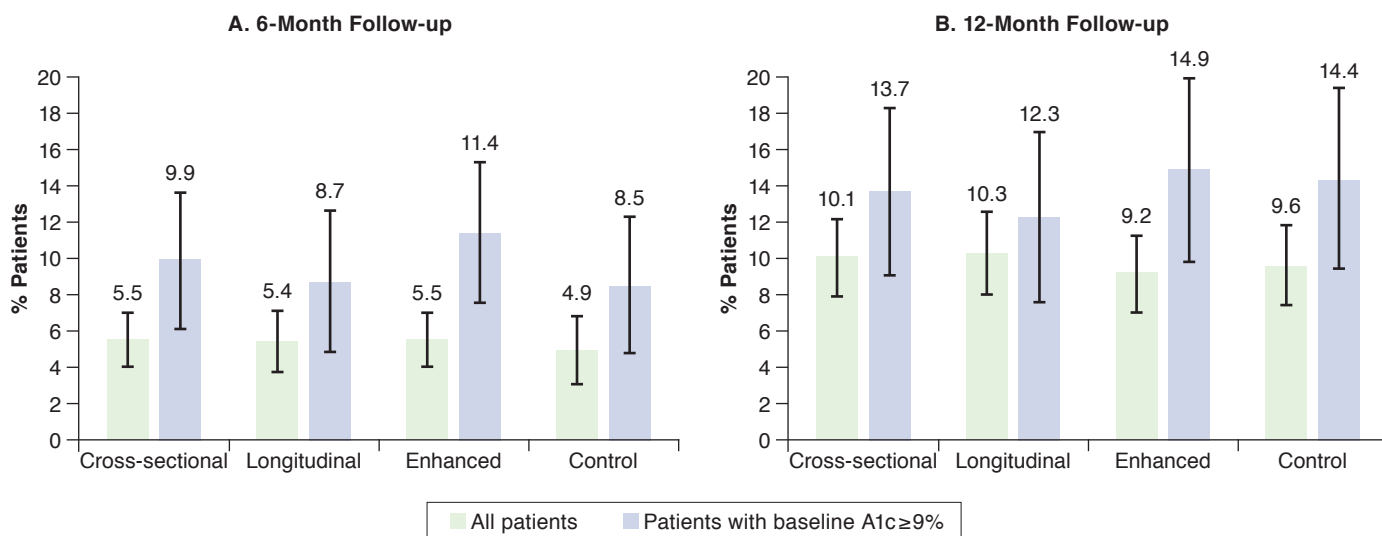 A. 6-Month Follow-up
% Patients
20
18
16
14
12
10
8
6
4
2
0
5.5
9.9
5.4
8.7
5.5
11.4
4.9
8.5
Cross-sectional
Longitudinal
Enhanced
Control
B. 12-Month Follow-up
% Patients
20
18
16
14
12
10
8
6
4
2
0
10.1
13.7
10.3
12.3
9.2
14.9
9.6
14.4
Cross-sectional
Longitudinal
Enhanced
Control
All patients
Patients with baseline A1c≥9%